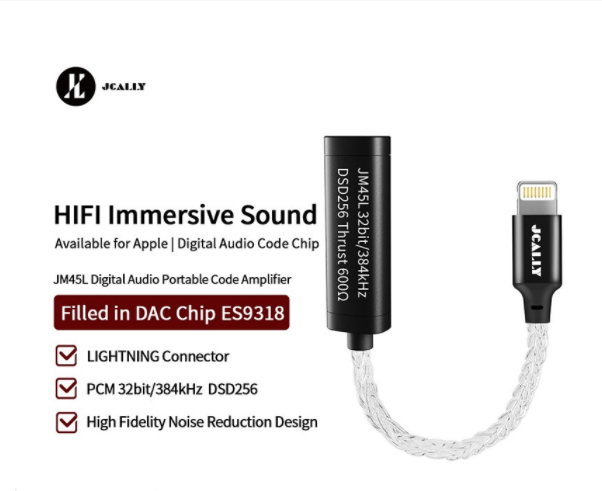 JCALLY
HIFI Immersive Sound
Available for Apple | Digital Audio Code Chip
JM45L Digital Audio Portable Code Amplifier
Filled in DAC Chip ES9318
LIGHTNING Connector
PCM 32bit/384kHz DSD256
High Fidelity Noise Reduction Design
JM45L 32bit/384kHz
DSD256 Thrust 600Ω
JCALLY